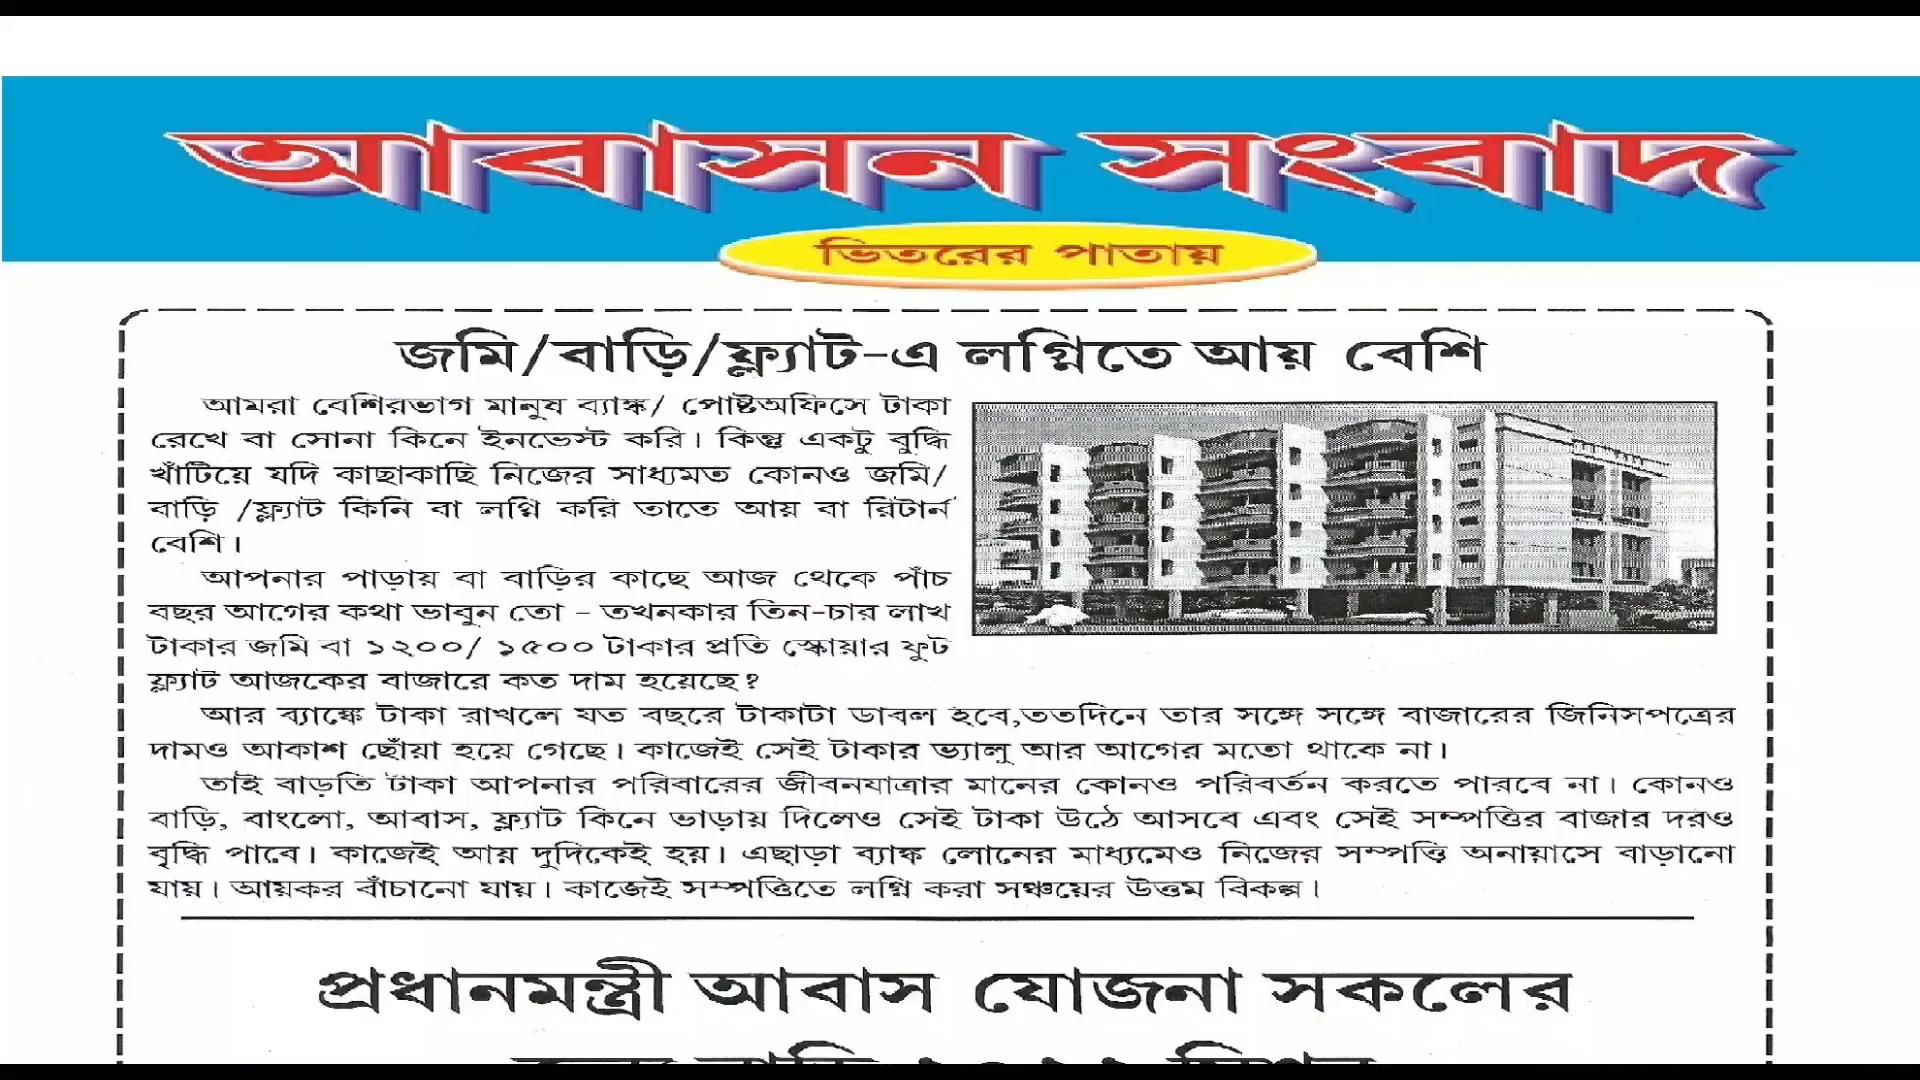 আবাসন সংবাদ
ভিতরের পাতায়
জমি/বাড়ি/ফ্ল্যাট-এ লগ্নিতে আয় বেশি
আমরা বেশিরভাগ মানুষ ব্যাঙ্ক/ পোষ্টঅফিসে টাকা
রেখে বা সোনা কিনে ইনভেস্ট করি। কিন্তু একটু বুদ্ধি
খাঁটিয়ে যদি কাছাকাছি নিজের সাধ্যমত কোনও জমি/
বাড়ি /ফ্ল্যাট কিনি বা লগ্নি করি তাতে আয় বা রিটার্ন
বেশি।
আপনার পাড়ায় বা বাড়ির কাছে আজ থেকে পাঁচ
বছর আগের কথা ভাবুন তো - তখনকার তিন-চার লাখ
টাকার জমি বা ১২০০/ ১৫০০ টাকার প্রতি স্কোয়ার ফুট
ফ্ল্যাট আজকের বাজারে কত দাম হয়েছে?
আর ব্যাঙ্কে টাকা রাখলে যত বছরে টাকাটা ডাবল হবে,ততদিনে তার সঙ্গে সঙ্গে বাজারের জিনিসপত্রের
দামও আকাশ ছোঁয়া হয়ে গেছে। কাজেই সেই টাকার ভ্যালু আর আগের মতো থাকে না।
তাই বাড়তি টাকা আপনার পরিবারের জীবনযাত্রার মানের কোনও পরিবর্তন করতে পারবে না। কোনও
বাড়ি, বাংলো, আবাস, ফ্ল্যাট কিনে ভাড়ায় দিলেও সেই টাকা উঠে আসবে এবং সেই সম্পত্তির বাজার দরও
বৃদ্ধি পাবে। কাজেই আয় দুদিকেই হয়। এছাড়া ব্যাঙ্ক লোনের মাধ্যমেও নিজের সম্পত্তি অনায়াসে বাড়ানো
যায়। আয়কর বাঁচানো যায়। কাজেই সম্পত্তিতে লগ্নি করা সঞ্চয়ের উত্তম বিকল্প।
প্রধানমন্ত্রী আবাস যোজনা সকলের